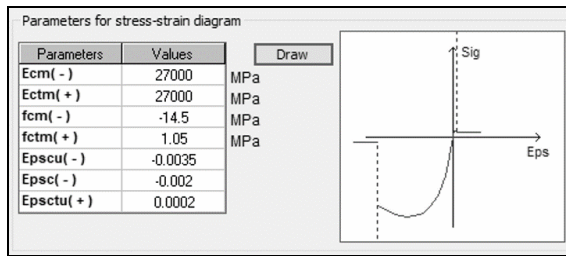 Parameters for stress-strain diagram
Parameters Values Draw
Ecm( - ) 27000 MPa
Ectm( + ) 27000 MPa
fcm( - ) -14.5 MPa
fctm( + ) 1.05 MPa
Epscu( - ) -0.0035
Epsc( - ) -0.002
Epsctu( + ) 0.0002
Sig
Eps